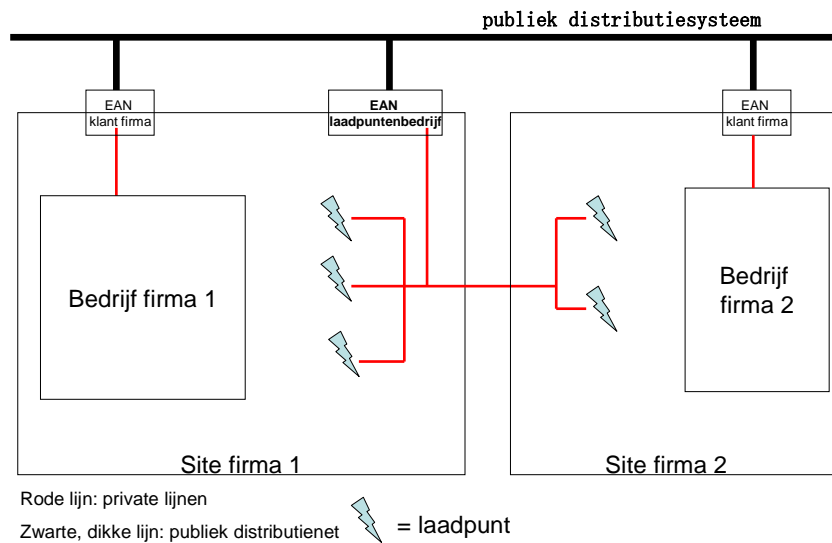 publiek distributiesysteem
EAN
klant firma
EAN
laadpuntenbedrijf
EAN
klant firma
Bedrijf firma 1
Bedrijf
firma 2
Site firma 1
Site firma 2
Rode lijn: private lijnen
Zwarte, dikke lijn: publiek distributienet
= laadpunt